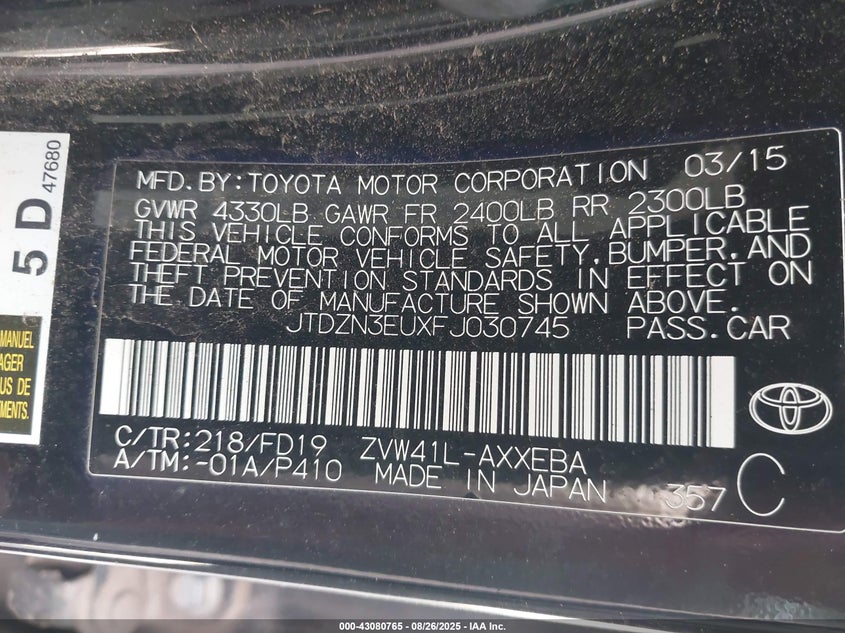 MFD.BY:TOYOTA MOTOR CORPORATION 03/15
GVWR 4330LB GAWR FR 2400LB RR 2300LB
THIS VEHICLE CONFORMS TO ALL APPLICABLE
FEDERAL MOTOR VEHICLE SAFETY,BUMPER,AND
THEFT PREVENTION STANDARDS IN EFFECT ON
THE DATE OF MANUFACTURE SHOWN ABOVE.
JTDZN3EUXFJ030745 PASS.CAR
C/TR:218/FD19 ZVW41L-AXXEBA
A/TM:-01A/P410 MADE IN JAPAN 357 C
5 D
47680
MANUEL
AGER
US DE
MENTS.
000-43080765 - 08/26/2025 - IAA Inc.